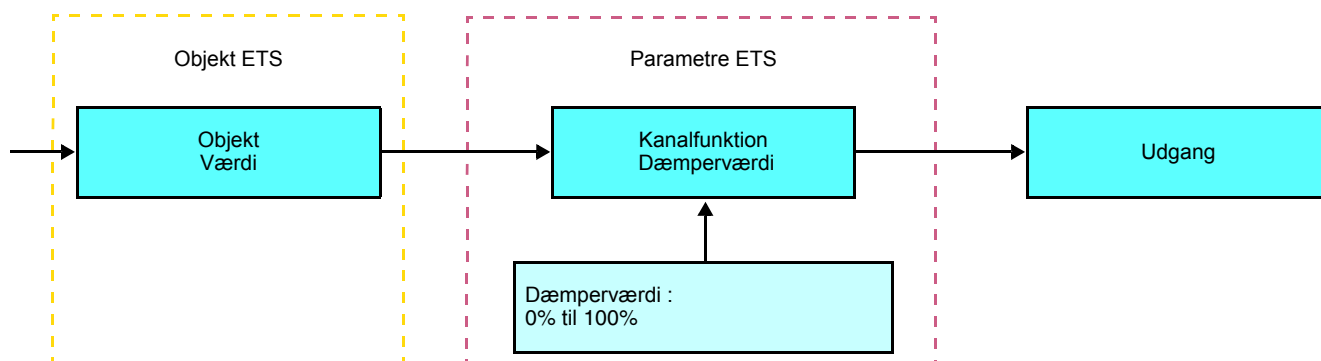 Objekt ETS
Parametre ETS
Objekt
Værdi
Kanalfunktion
Dæmperværdi
Udgang
Dæmperværdi :
0% til 100%